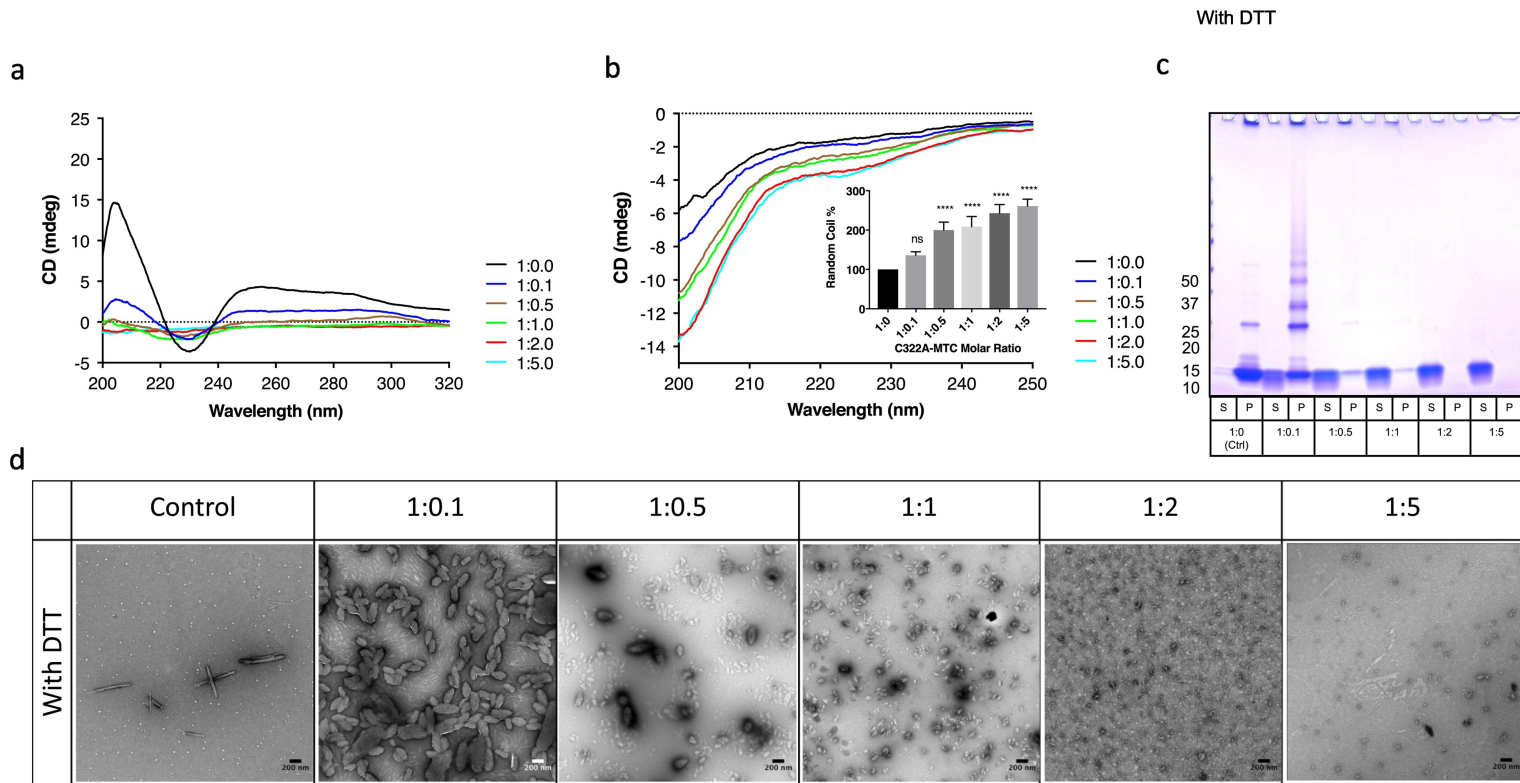 With DTT
a
b
c
25
20
15
10
5
0
-5
200 220 240 260 280 300 320
CD (mdeg)
Wavelength (nm)
1:0.0
1:0.1
1:0.5
1:1.0
1:2.0
1:5.0
0
-2
-4
-6
-8
-10
-12
-14
200 210 220 230 240 250
CD (mdeg)
Wavelength (nm)
300
200
100
0
Random Coil %
ns
****
****
****
****
1:0 1:0.1 1:0.5 1:1 1:2 1:5
C322A-MTC Molar Ratio
1:0.0
1:0.1
1:0.5
1:1.0
1:2.0
1:5.0
50
37
25
20
15
10
S P S P S P S P S P S P
1:0 1:0.1 1:0.5 1:1 1:2 1:5
(Ctrl)
d
Control 1:0.1 1:0.5 1:1 1:2 1:5
With DTT
200 nm 200 nm 200 nm 200 nm 200 nm 200 nm